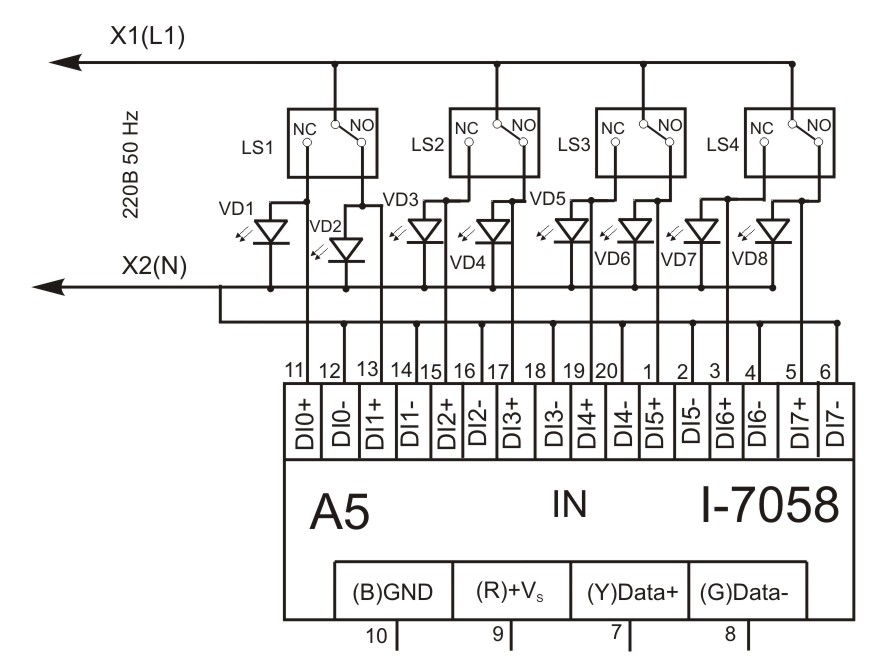 X1(L1)
220В 50 Hz
NC NO NC NO NC NO NC NO
LS1 LS2 LS3 LS4
VD1 VD2 VD3 VD4 VD5 VD6 VD7 VD8
X2(N)
11 12 13 14 15 16 17 18 19 20 1 2 3 4 5 6
DI0+ DI0- DI1+ DI1- DI2+ DI2- DI3+ DI3- DI4+ DI4- DI5+ DI5- DI6+ DI6- DI7+ DI7-
A5 IN I-7058
(B)GND (R)+Vs (Y)Data+ (G)Data-
10 9 7 8